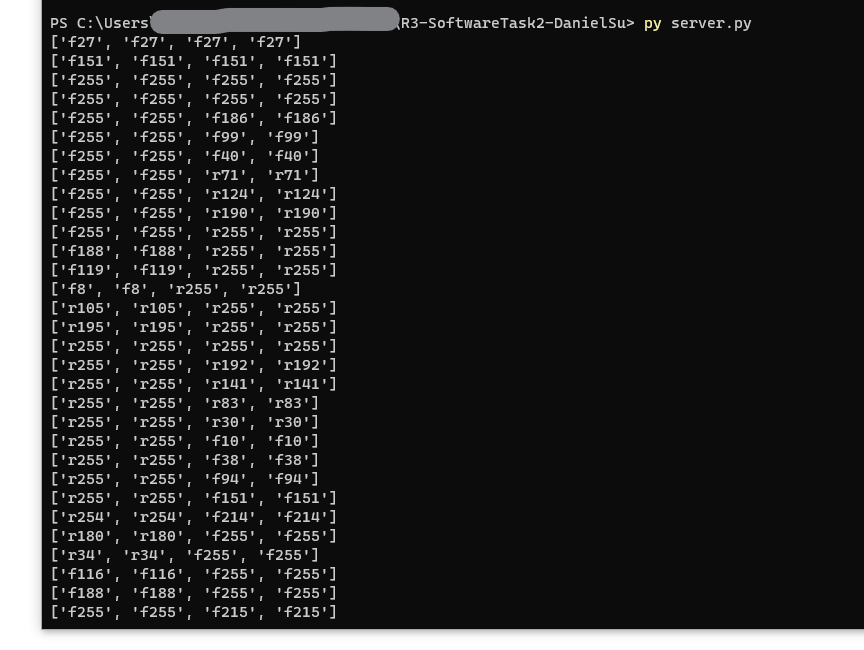 PS C:\Users\R3-SoftwareTask2-DanielSu> py server.py
['f27', 'f27', 'f27', 'f27']
['f151', 'f151', 'f151', 'f151']
['f255', 'f255', 'f255', 'f255']
['f255', 'f255', 'f255', 'f255']
['f255', 'f255', 'f186', 'f186']
['f255', 'f255', 'f99', 'f99']
['f255', 'f255', 'f40', 'f40']
['f255', 'f255', 'r71', 'r71']
['f255', 'f255', 'r124', 'r124']
['f255', 'f255', 'r190', 'r190']
['f255', 'f255', 'r255', 'r255']
['f188', 'f188', 'r255', 'r255']
['f119', 'f119', 'r255', 'r255']
['f8', 'f8', 'r255', 'r255']
['r105', 'r105', 'r255', 'r255']
['r195', 'r195', 'r255', 'r255']
['r255', 'r255', 'r255', 'r255']
['r255', 'r255', 'r192', 'r192']
['r255', 'r255', 'r141', 'r141']
['r255', 'r255', 'r83', 'r83']
['r255', 'r255', 'r30', 'r30']
['r255', 'r255', 'f10', 'f10']
['r255', 'r255', 'f38', 'f38']
['r255', 'r255', 'f94', 'f94']
['r255', 'r255', 'f151', 'f151']
['r254', 'r254', 'f214', 'f214']
['r180', 'r180', 'f255', 'f255']
['r34', 'r34', 'f255', 'f255']
['f116', 'f116', 'f255', 'f255']
['f188', 'f188', 'f255', 'f255']
['f255', 'f255', 'f215', 'f215']